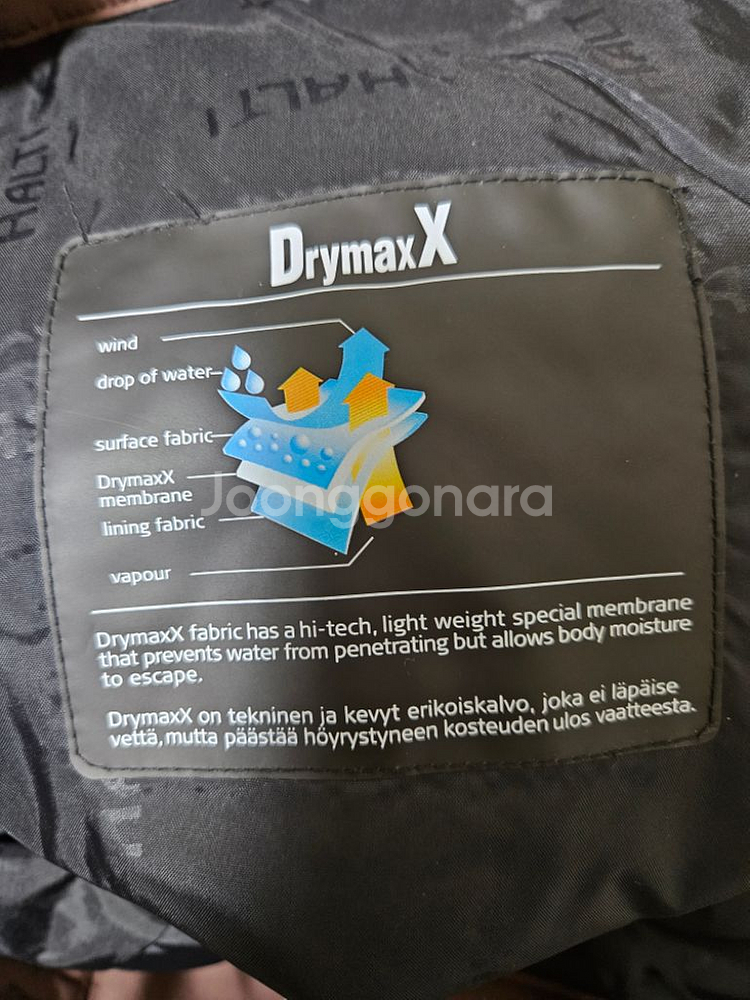 HALTI
HALTI
HALTI
DrymaxX
wind
drop of water
surface fabric
DrymaxX
membrane
lining fabric
vapour
Joonggonara
DrymaxX fabric has a hi-tech, light weight special membrane
that prevents water from penetrating but allows body moisture
to escape.
DrymaxX on tekninen ja kevyt erikoiskalvo, joka ei läpäise
vettä, mutta päästää höyrystyneen kosteuden ulos vaatteesta.